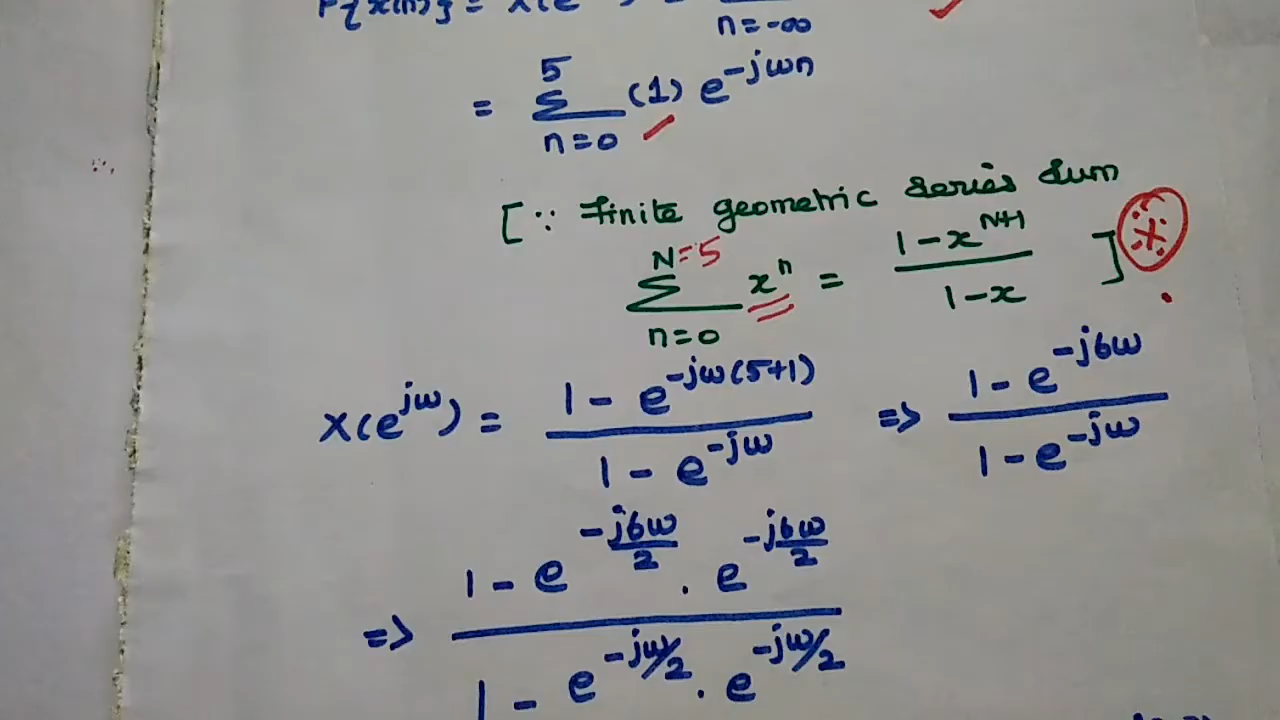 F{x(n)} = X(e
n=-∞
= Σ_{n=0}^{5} (1) e^{-jωn}
[∵ Finite geometric series sum
Σ_{n=0}^{N=5} x^n = (1-x^{N+1})/(1-x) ]
X(e^{jω}) = (1-e^{-jω(5+1)})/(1-e^{-jω}) => (1-e^{-j6ω})/(1-e^{-jω})
=> (1-e^{-j6ω/2} . e^{-j6ω/2})/(1-e^{-jω/2} . e^{-jω/2})